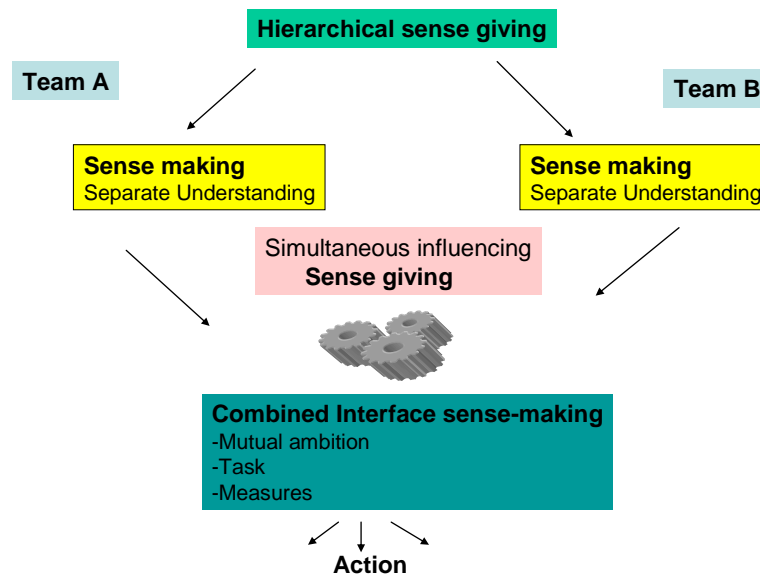 Hierarchical sense giving
Team A
Team B
Sense making
Separate Understanding
Sense making
Separate Understanding
Simultaneous influencing
Sense giving
Combined Interface sense-making
-Mutual ambition
-Task
-Measures
Action